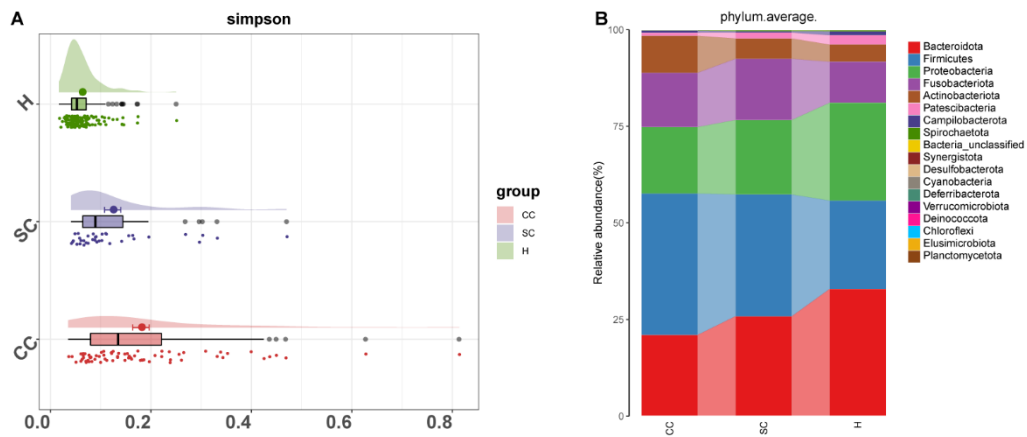 A
simpson
H
SC
CC
0.0 0.2 0.4 0.6 0.8
group
CC
SC
H
B
phylum.average.
Relative abundance(%)
100
75
50
25
0
CC SC H
Bacteroidota
Firmicutes
Proteobacteria
Fusobacteriota
Actinobacteriota
Patescibacteria
Campilobacterota
Spirochaetota
Bacteria_unclassified
Synergistota
Desulfobacterota
Cyanobacteria
Deferribacterota
Verrucomicrobiota
Deinococcota
Chloroflexi
Elusimicrobiota
Planctomycetota